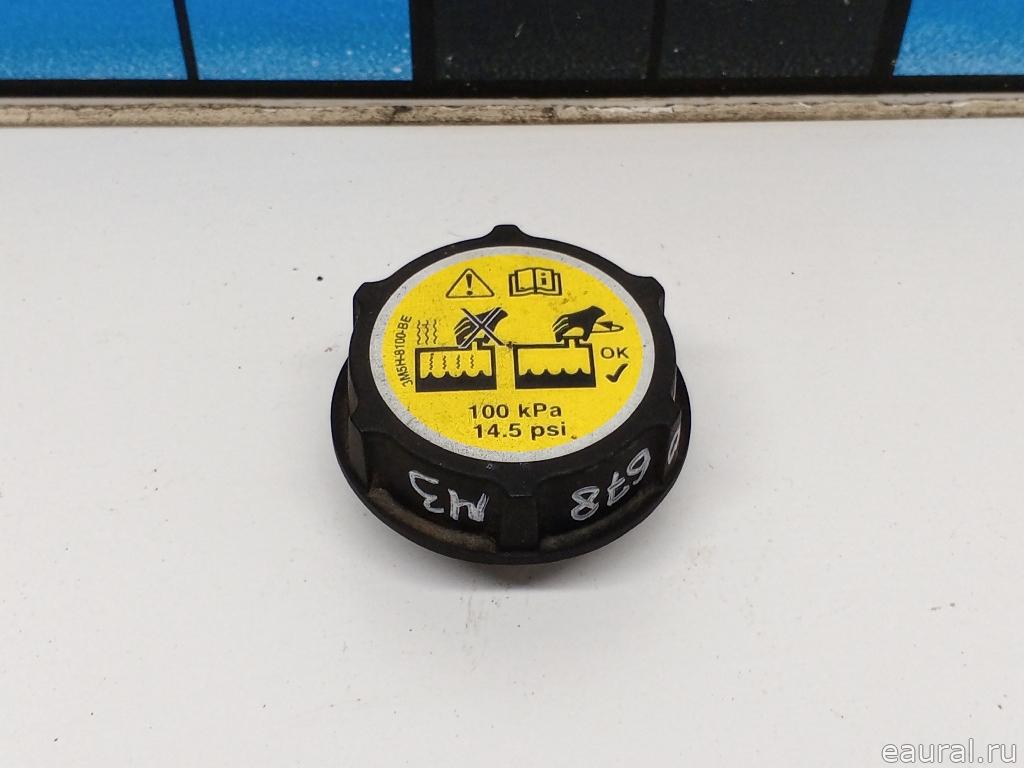 3M5H-8100-BE
OK
100 kPa
14.5 psi
M3
678
eaural.ru